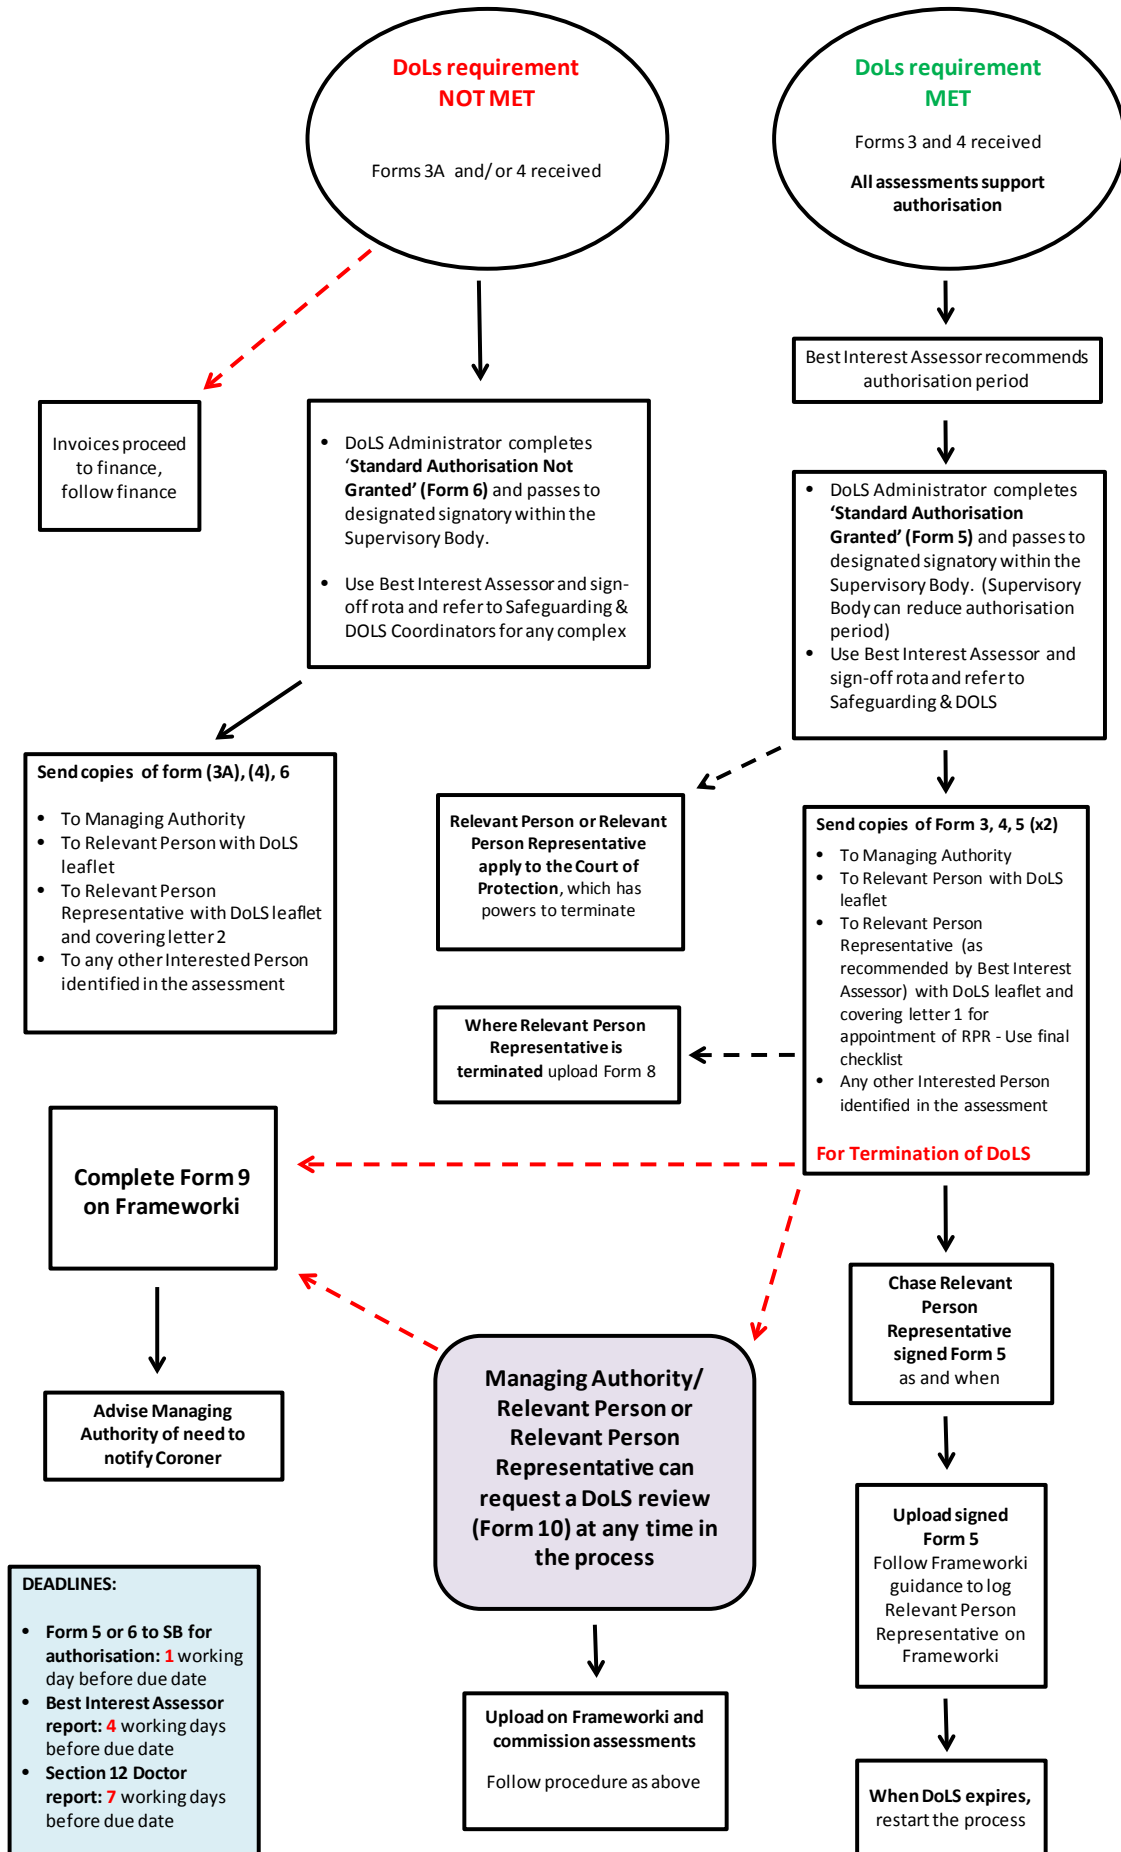 DoLs requirement
NOT MET
Forms 3A and/ or 4 received
DoLs requirement
MET
Forms 3 and 4 received
All assessments support
authorisation
Best Interest Assessor recommends
authorisation period
Invoices proceed
to finance,
follow finance
• DoLS Administrator completes
‘Standard Authorisation Not
Granted’ (Form 6) and passes to
designated signatory within the
Supervisory Body.
• Use Best Interest Assessor and sign-
off rota and refer to Safeguarding &
DOLS Coordinators for any complex
• DoLS Administrator completes
‘Standard Authorisation
Granted’ (Form 5) and passes to
designated signatory within the
Supervisory Body. (Supervisory
Body can reduce authorisation
period)
• Use Best Interest Assessor and
sign-off rota and refer to
Safeguarding & DOLS
Send copies of form (3A), (4), 6
• To Managing Authority
• To Relevant Person with DoLS
leaflet
• To Relevant Person
Representative with DoLS leaflet
and covering letter 2
• To any other Interested Person
identified in the assessment
Relevant Person or Relevant
Person Representative
apply to the Court of
Protection, which has
powers to terminate
Send copies of Form 3, 4, 5 (x2)
• To Managing Authority
• To Relevant Person with DoLS
leaflet
• To Relevant Person
Representative (as
recommended by Best Interest
Assessor) with DoLS leaflet and
covering letter 1 for
appointment of RPR - Use final
checklist
• Any other Interested Person
identified in the assessment
For Termination of DoLS
Where Relevant Person
Representative is
terminated upload Form 8
Complete Form 9
on Frameworki
Advise Managing
Authority of need to
notify Coroner
Managing Authority/
Relevant Person or
Relevant Person
Representative can
request a DoLS review
(Form 10) at any time in
the process
Chase Relevant
Person
Representative
signed Form 5
as and when
Upload signed
Form 5
Follow Frameworki
guidance to log
Relevant Person
Representative on
Frameworki
DEADLINES:
• Form 5 or 6 to SB for
authorisation: 1 working
day before due date
• Best Interest Assessor
report: 4 working days
before due date
• Section 12 Doctor
report: 7 working days
before due date
Upload on Frameworki and
commission assessments
Follow procedure as above
When DoLS expires,
restart the process